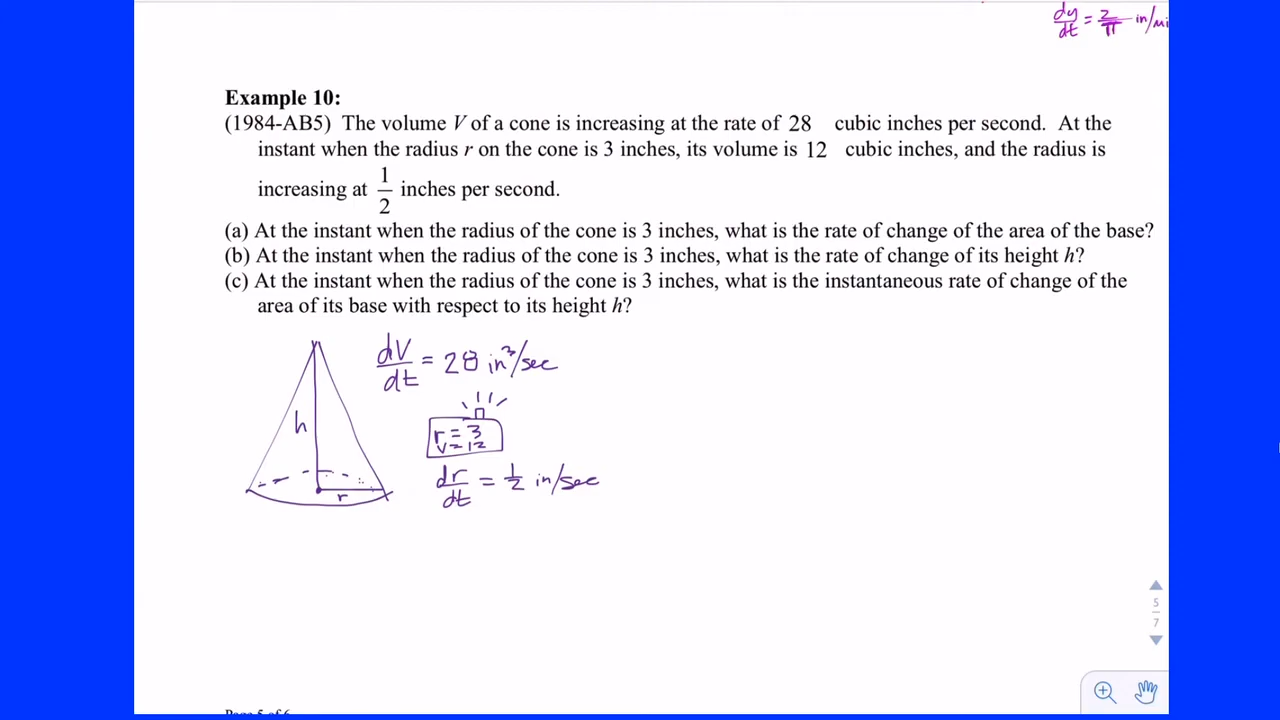 dy/dt = 2/π in/mi
Example 10:
(1984-AB5) The volume V of a cone is increasing at the rate of 28 cubic inches per second. At the
instant when the radius r on the cone is 3 inches, its volume is 12 cubic inches, and the radius is
increasing at 1/2 inches per second.
(a) At the instant when the radius of the cone is 3 inches, what is the rate of change of the area of the base?
(b) At the instant when the radius of the cone is 3 inches, what is the rate of change of its height h?
(c) At the instant when the radius of the cone is 3 inches, what is the instantaneous rate of change of the
area of its base with respect to its height h?
dV/dt = 28 in³/sec
h
r = 3
V = 12
dr/dt = 1/2 in/sec
r
5
7